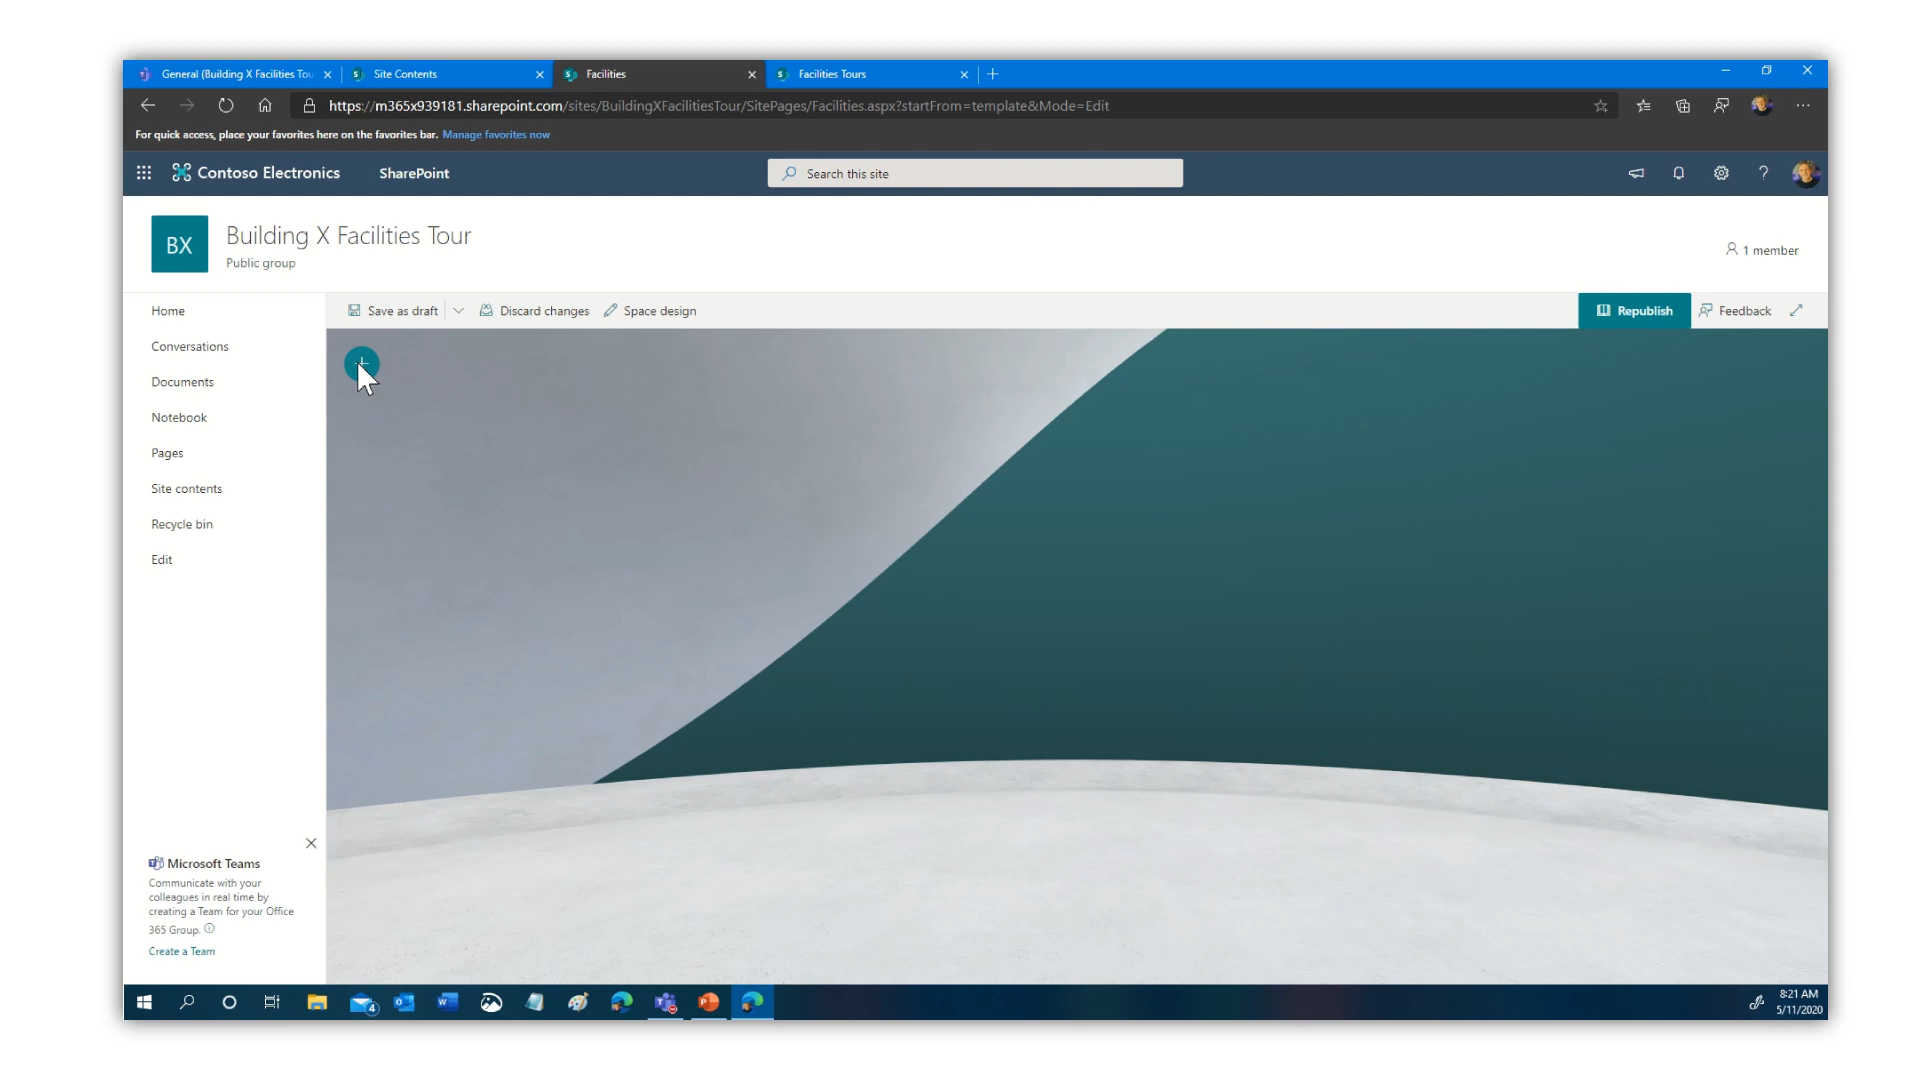 General (Building X Facilities Tou
Site Contents
Facilities
Facilities Tours
https://m365x939181.sharepoint.com/sites/BuildingXFacilitiesTour/SitePages/Facilities.aspx?startFrom=template&Mode=Edit
For quick access, place your favorites here on the favorites bar. Manage favorites now
Contoso Electronics
SharePoint
Search this site
BX
Building X Facilities Tour
Public group
1 member
Home
Conversations
Documents
Notebook
Pages
Site contents
Recycle bin
Edit
Save as draft
Discard changes
Space design
Republish
Feedback
Microsoft Teams
Communicate with your
colleagues in real time by
creating a Team for your Office
365 Group.
Create a Team
4
8:21 AM
5/11/2020